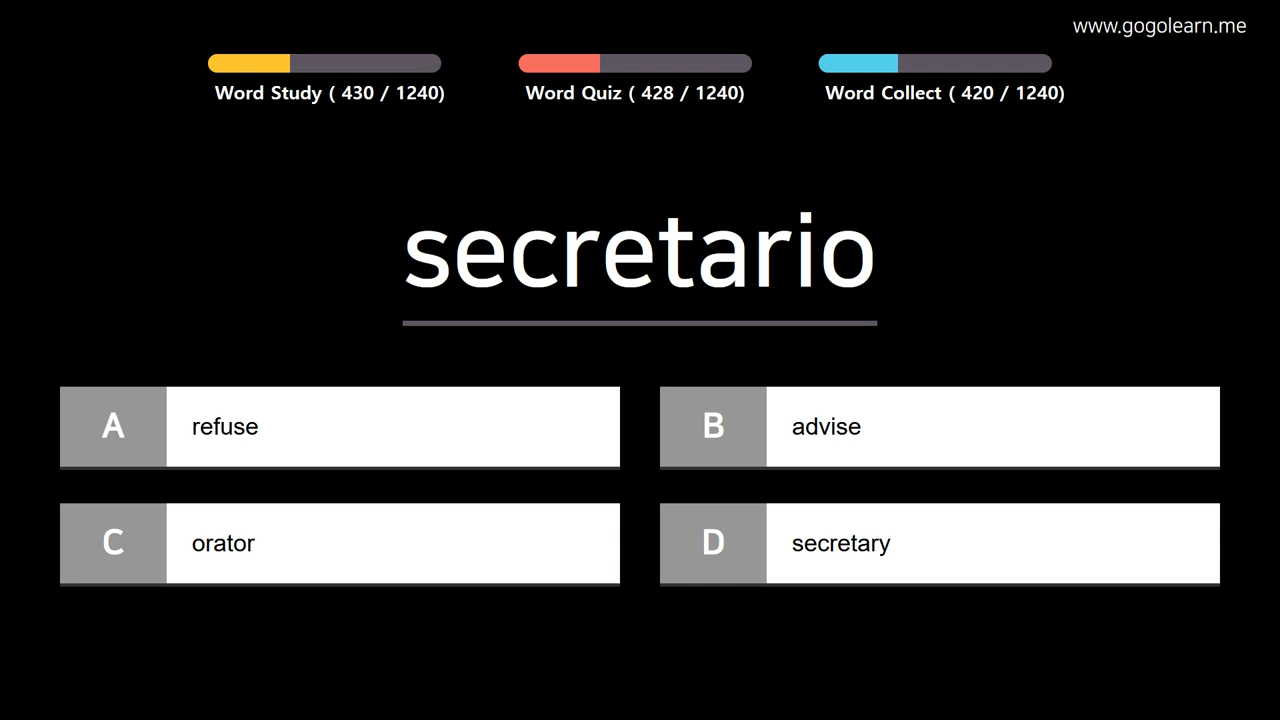 www.gogolearn.me
Word Study ( 430 / 1240)
Word Quiz ( 428 / 1240)
Word Collect ( 420 / 1240)
secretario
A
refuse
B
advise
C
orator
D
secretary